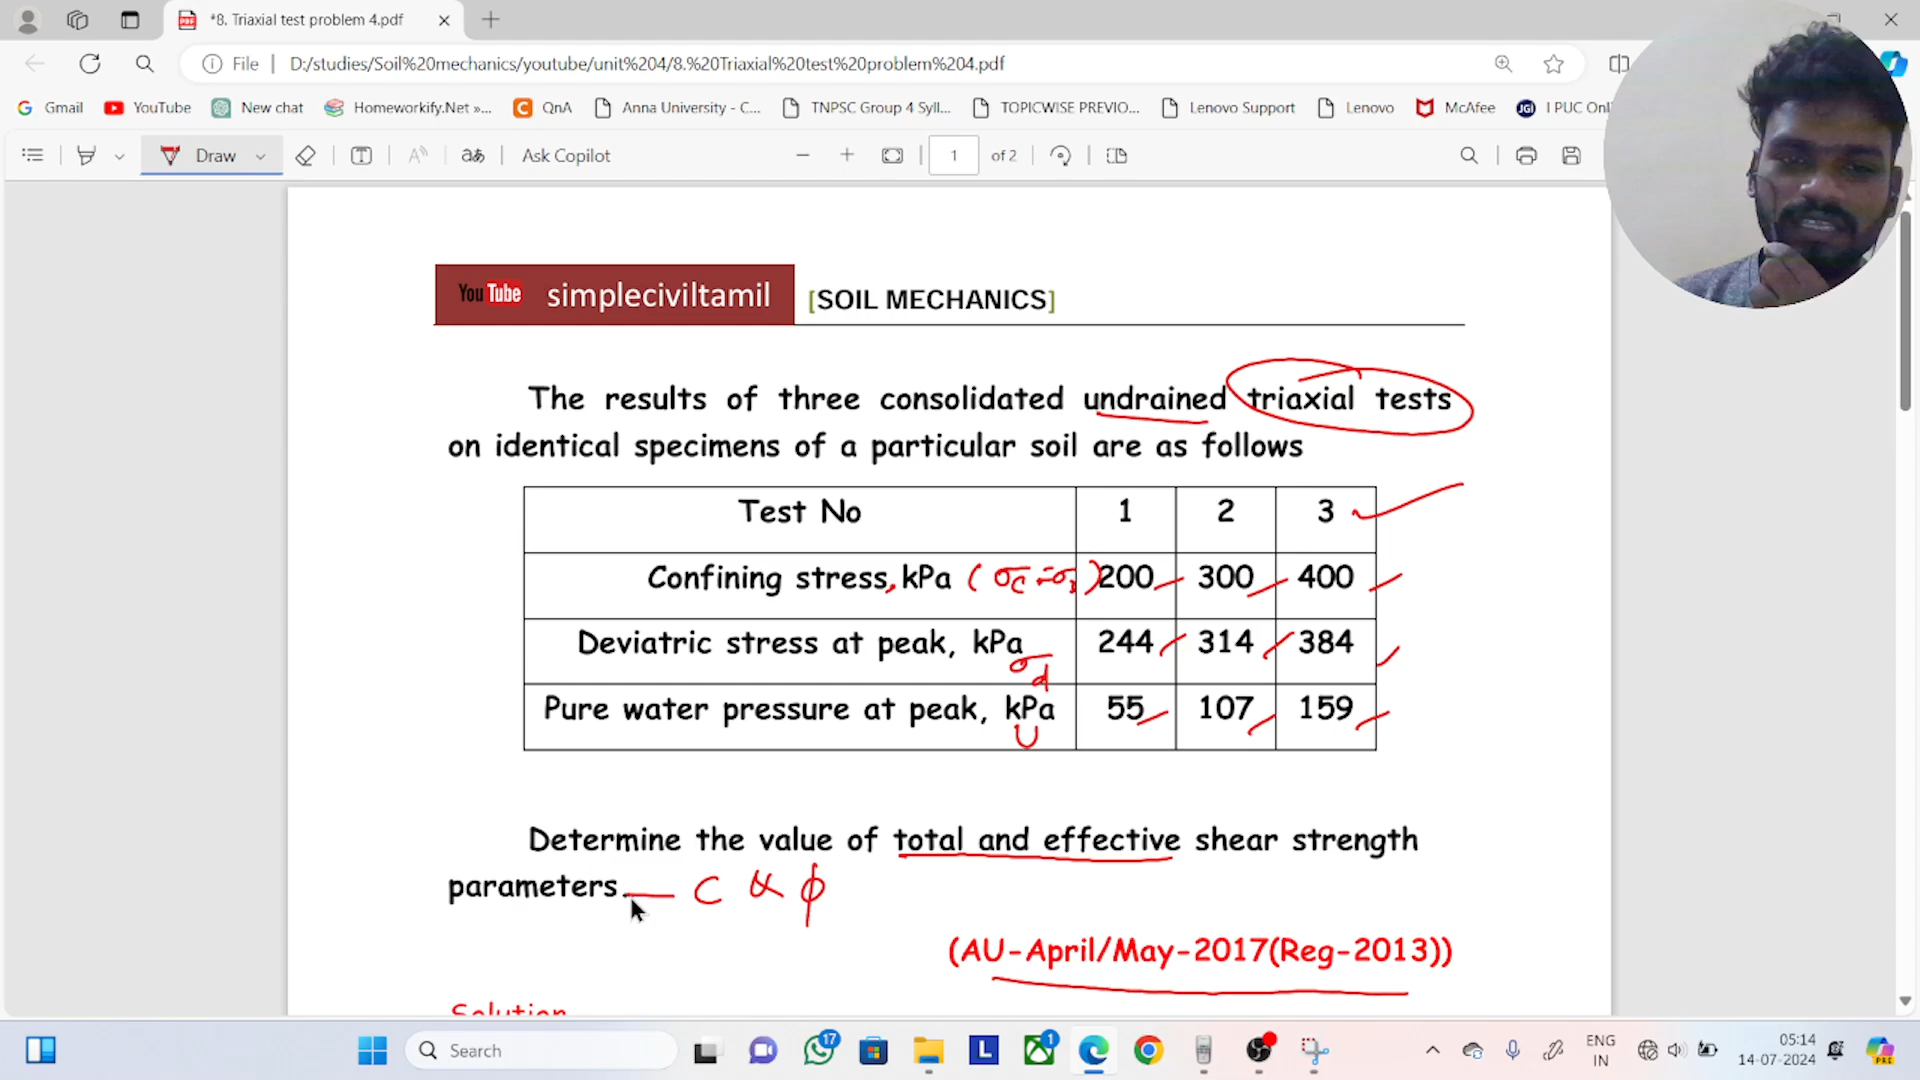 *8. Triaxial test problem 4.pdf
File | D:/studies/Soil%20mechanics/youtube/unit%204/8.%20Triaxial%20test%20problem%204.pdf
Gmail YouTube New chat Homeworkify.Net »... QnA Anna University - C... TNPSC Group 4 Syll... TOPICWISE PREVIO... Lenovo Support Lenovo McAfee I PUC Onl
Draw Ask Copilot 1 of 2
YouTube simpleciviltamil [SOIL MECHANICS]
The results of three consolidated undrained triaxial tests
on identical specimens of a particular soil are as follows
Test No 1 2 3
Confining stress, kPa (σc = σ3) 200 300 400
Deviatric stress at peak, kPa 244 314 384
σd
Pure water pressure at peak, kPa 55 107 159
U
Determine the value of total and effective shear strength
parameters. — C & ϕ
(AU-April/May-2017(Reg-2013))
Solution
Search 17 1 ENG 05:14
IN 14-07-2024